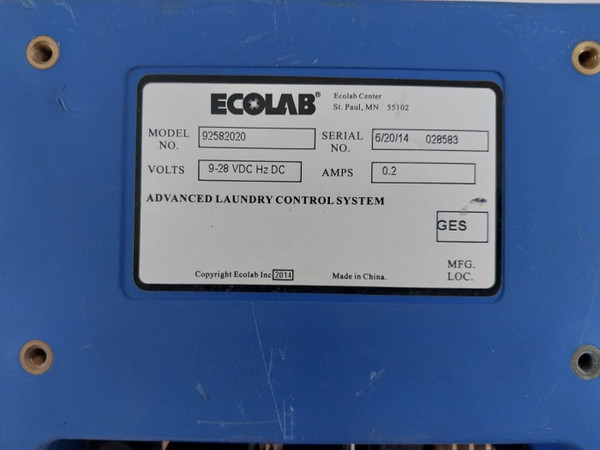 ECOLAB® Ecolab Center
St. Paul, MN 55102
MODEL NO. 92582020 SERIAL NO. 6/20/14 028583
VOLTS 9-28 VDC Hz DC AMPS 0.2
ADVANCED LAUNDRY CONTROL SYSTEM
GES
MFG. LOC.
Copyright Ecolab Inc 2014 Made in China.